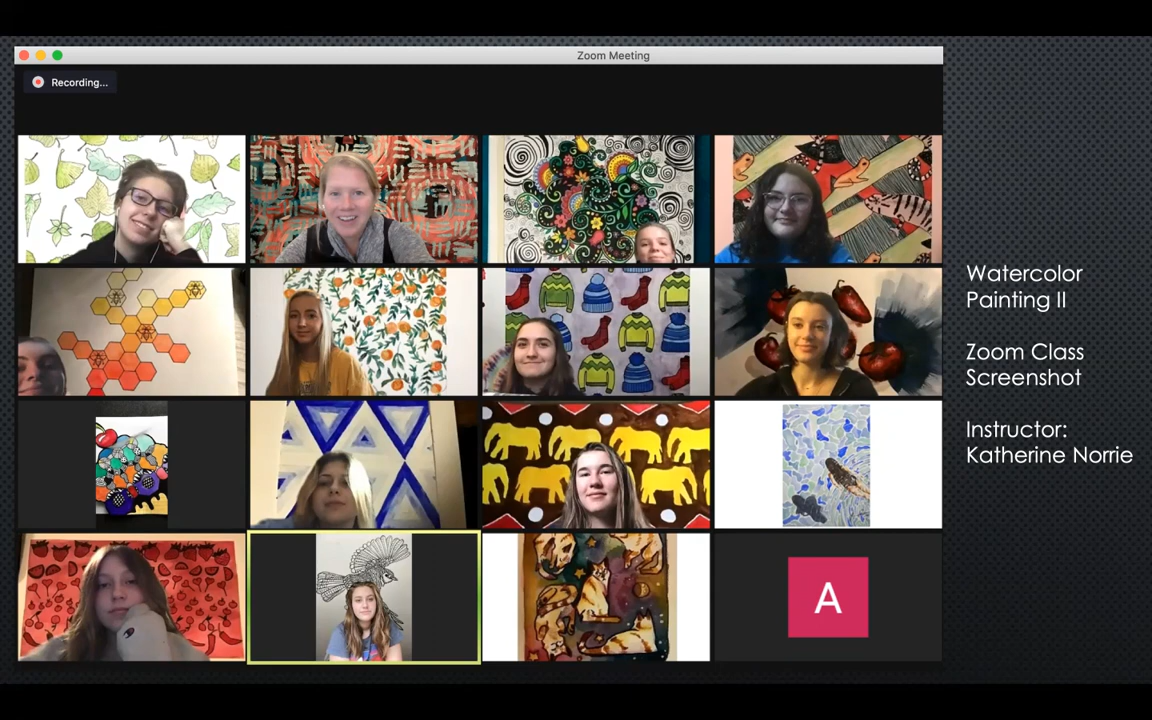 Zoom Meeting
Recording...
Watercolor
Painting II
Zoom Class
Screenshot
Instructor:
Katherine Norrie
A